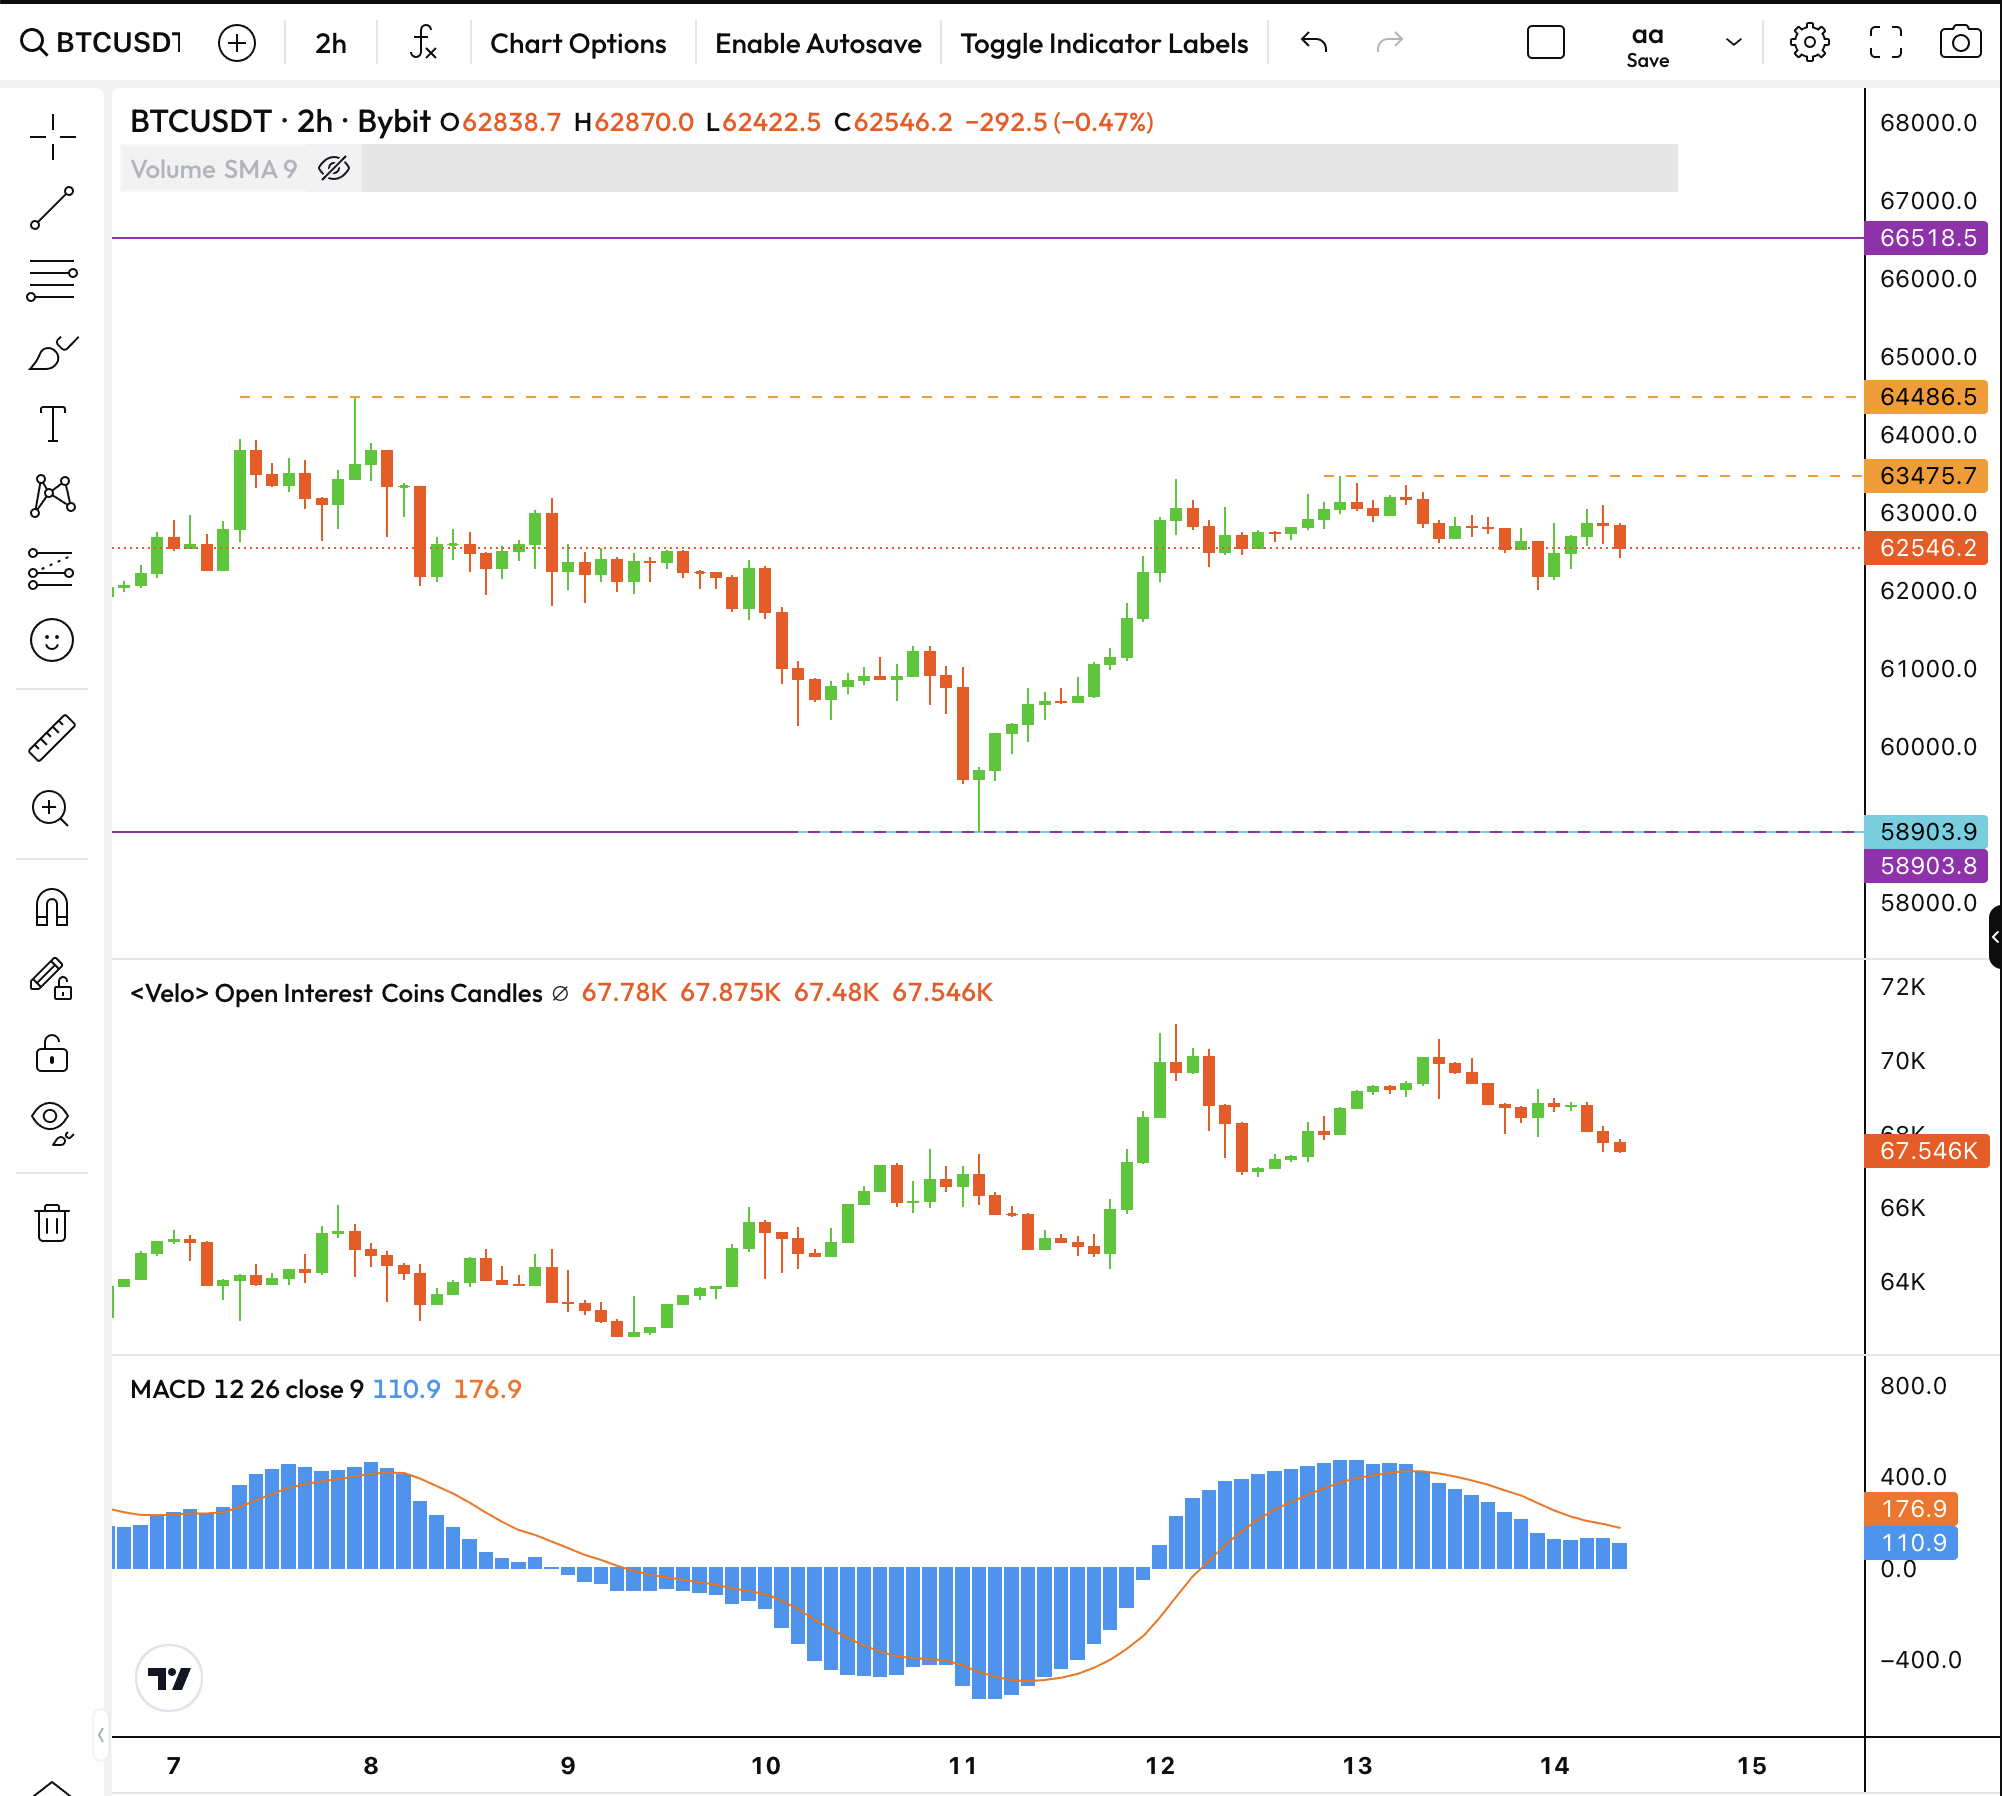 BTCUSDT 2h Chart Options Enable Autosave Toggle Indicator Labels aa
Save
BTCUSDT · 2h · Bybit O62838.7 H62870.0 L62422.5 C62546.2 −292.5 (−0.47%)
Volume SMA 9
68000.0
67000.0
66518.5
66000.0
65000.0
64486.5
64000.0
63475.7
63000.0
62546.2
62000.0
61000.0
60000.0
58903.9
58903.8
58000.0
<Velo> Open Interest Coins Candles ∅ 67.78K 67.875K 67.48K 67.546K
72K
70K
68K
67.546K
66K
64K
MACD 12 26 close 9 110.9 176.9
800.0
400.0
176.9
110.9
0.0
−400.0
7 8 9 10 11 12 13 14 15